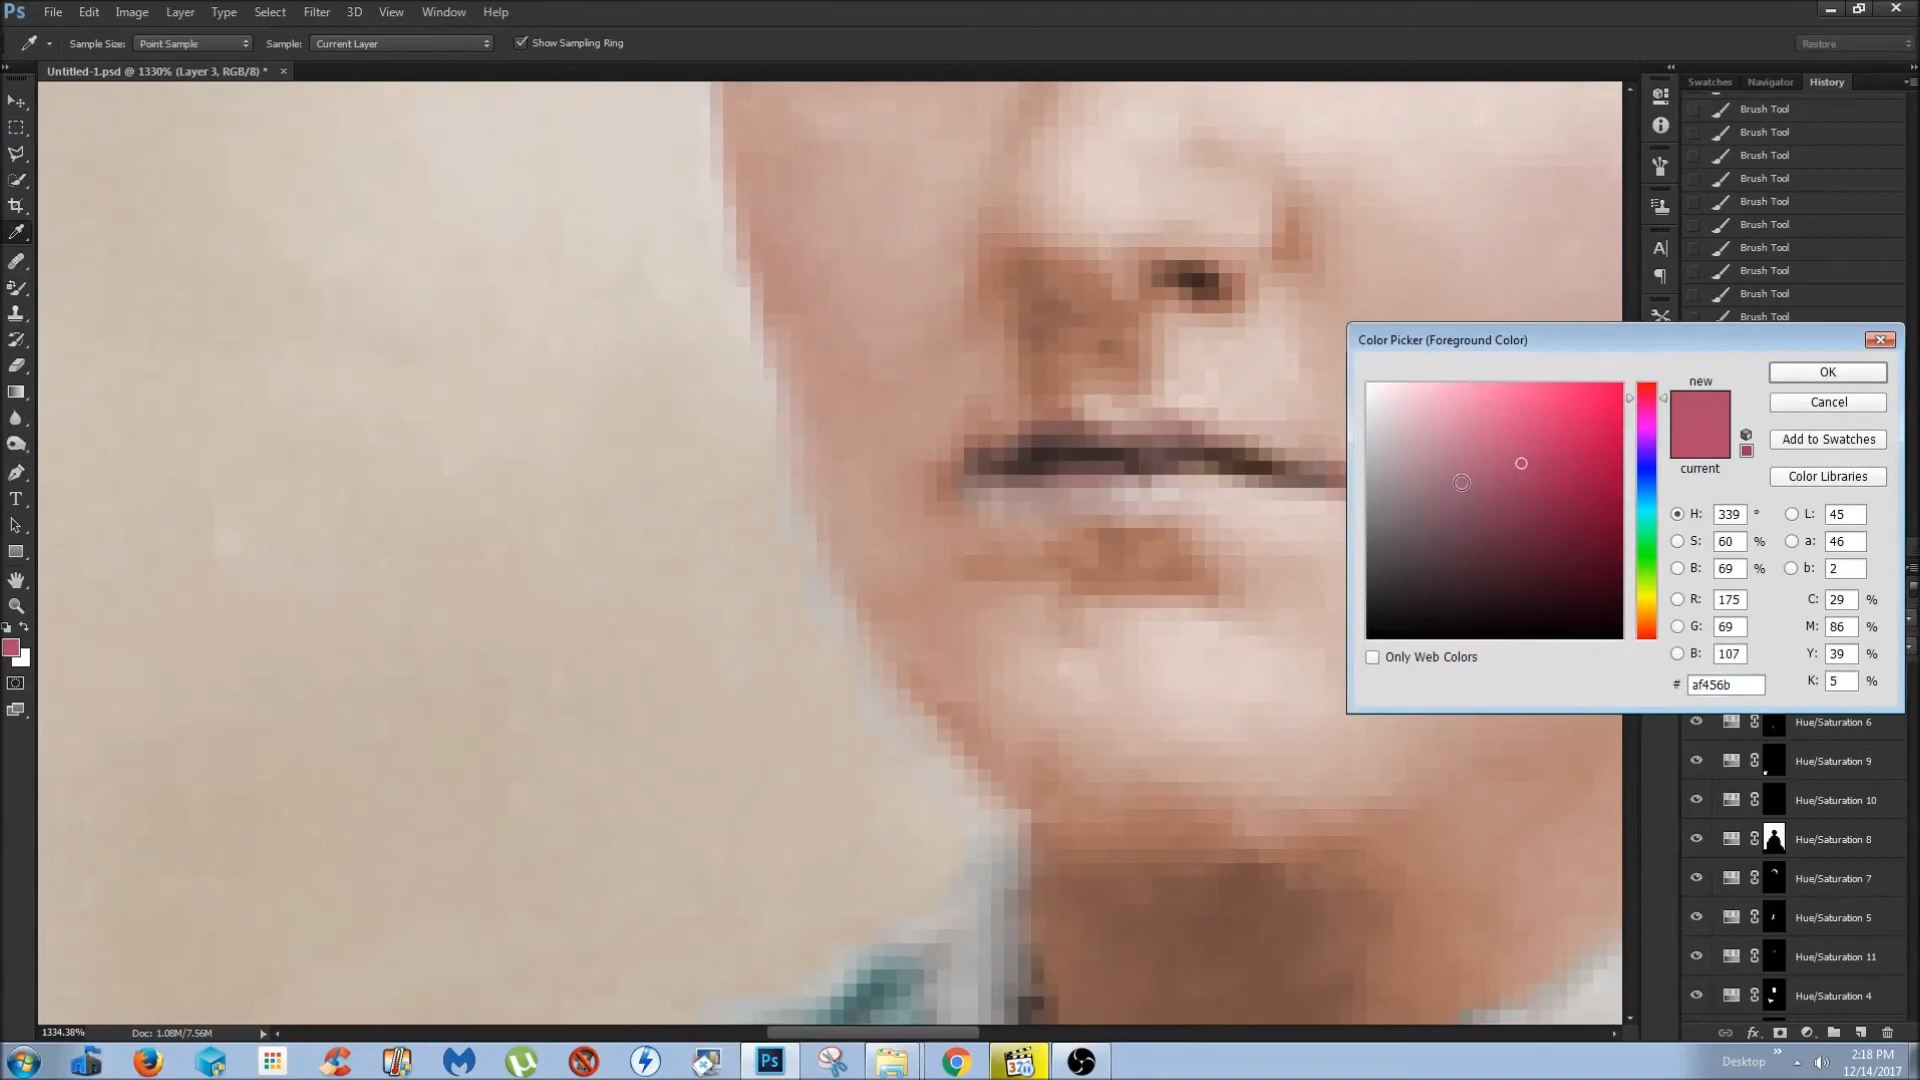 Ps File Edit Image Layer Type Select Filter 3D View Window Help
Sample Size: Point Sample Sample: Current Layer Show Sampling Ring Restore
Untitled-1.psd @ 1330% (Layer 3, RGB/8) * ×
Swatches Navigator History
Brush Tool
Brush Tool
Brush Tool
Brush Tool
Brush Tool
Brush Tool
Brush Tool
Brush Tool
Brush Tool
Brush Tool
Color Picker (Foreground Color)
new
current
OK
Cancel
Add to Swatches
Color Libraries
H: 339 ° L: 45
S: 60 % a: 46
B: 69 % b: 2
R: 175 C: 29 %
G: 69 M: 86 %
B: 107 Y: 39 %
# af456b K: 5 %
Only Web Colors
Hue/Saturation 6
Hue/Saturation 9
Hue/Saturation 10
Hue/Saturation 8
Hue/Saturation 7
Hue/Saturation 5
Hue/Saturation 11
Hue/Saturation 4
1334.38% Doc: 1.08M/7.56M
fx
Ps
Desktop
2:18 PM
12/14/2017